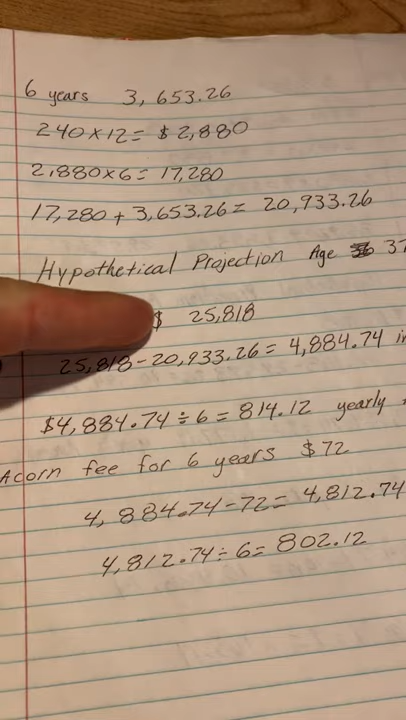 6 years 3,653.26
240×12= $2,880
2,880×6= 17,280
17,280 + 3,653.26= 20,933.26
Hypothetical Projection Age 37
$ 25,818
25,818-20,933.26= 4,884.74
$4,884.74÷6=814.12 yearly
Acorn fee for 6 years $72
4,884.74-72= 4,812.74
4,812.74÷6= 802.12